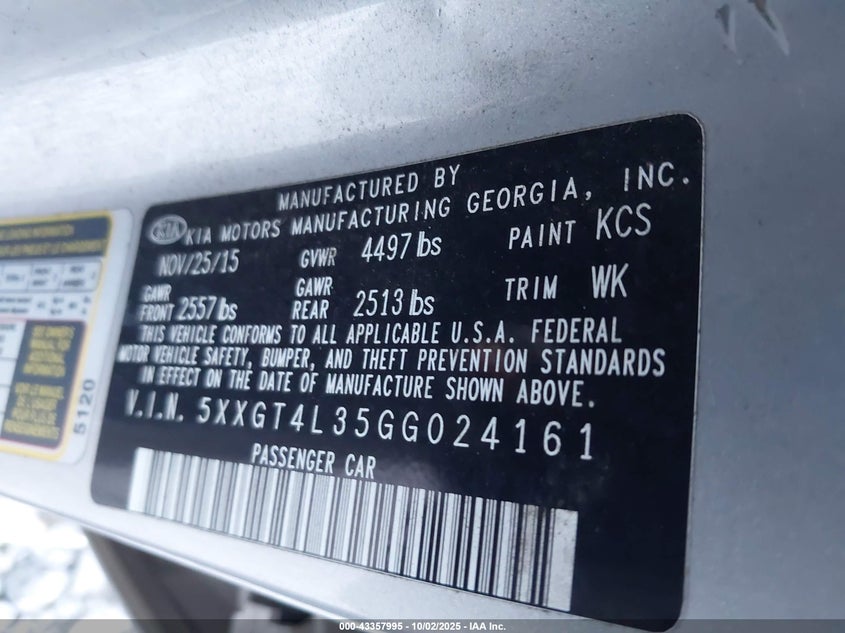 MANUFACTURED BY
KIA KIA MOTORS MANUFACTURING GEORGIA, INC.
NOV/25/15 GVWR 4497 lbs PAINT KCS
GAWR FRONT 2557 lbs GAWR REAR 2513 lbs TRIM WK
THIS VEHICLE CONFORMS TO ALL APPLICABLE U.S.A. FEDERAL
MOTOR VEHICLE SAFETY, BUMPER, AND THEFT PREVENTION STANDARDS
IN EFFECT ON THE DATE OF MANUFACTURE SHOWN ABOVE.
V.I.N. 5XXGT4L35GG024161
PASSENGER CAR
5120
000-43357995 - 10/02/2025 - IAA Inc.